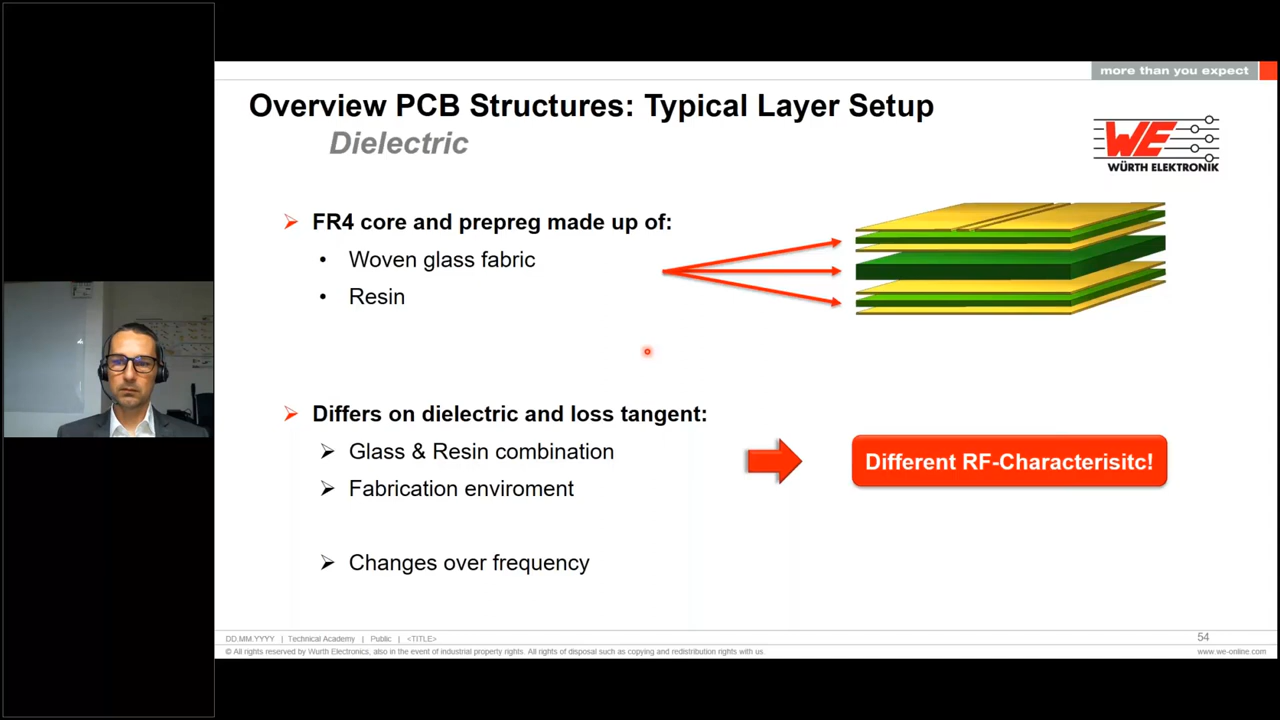 more than you expect
Overview PCB Structures: Typical Layer Setup
Dielectric
WE
WÜRTH ELEKTRONIK
FR4 core and prepreg made up of:
Woven glass fabric
Resin
Differs on dielectric and loss tangent:
Glass & Resin combination
Different RF-Characterisitc!
Fabrication enviroment
Changes over frequency
DD.MM.YYYY | Technical Academy | Public | <TITLE>
54
© All rights reserved by Wurth Electronics, also in the event of industrial property rights. All rights of disposal such as copying and redistribution rights with us.
www.we-online.com